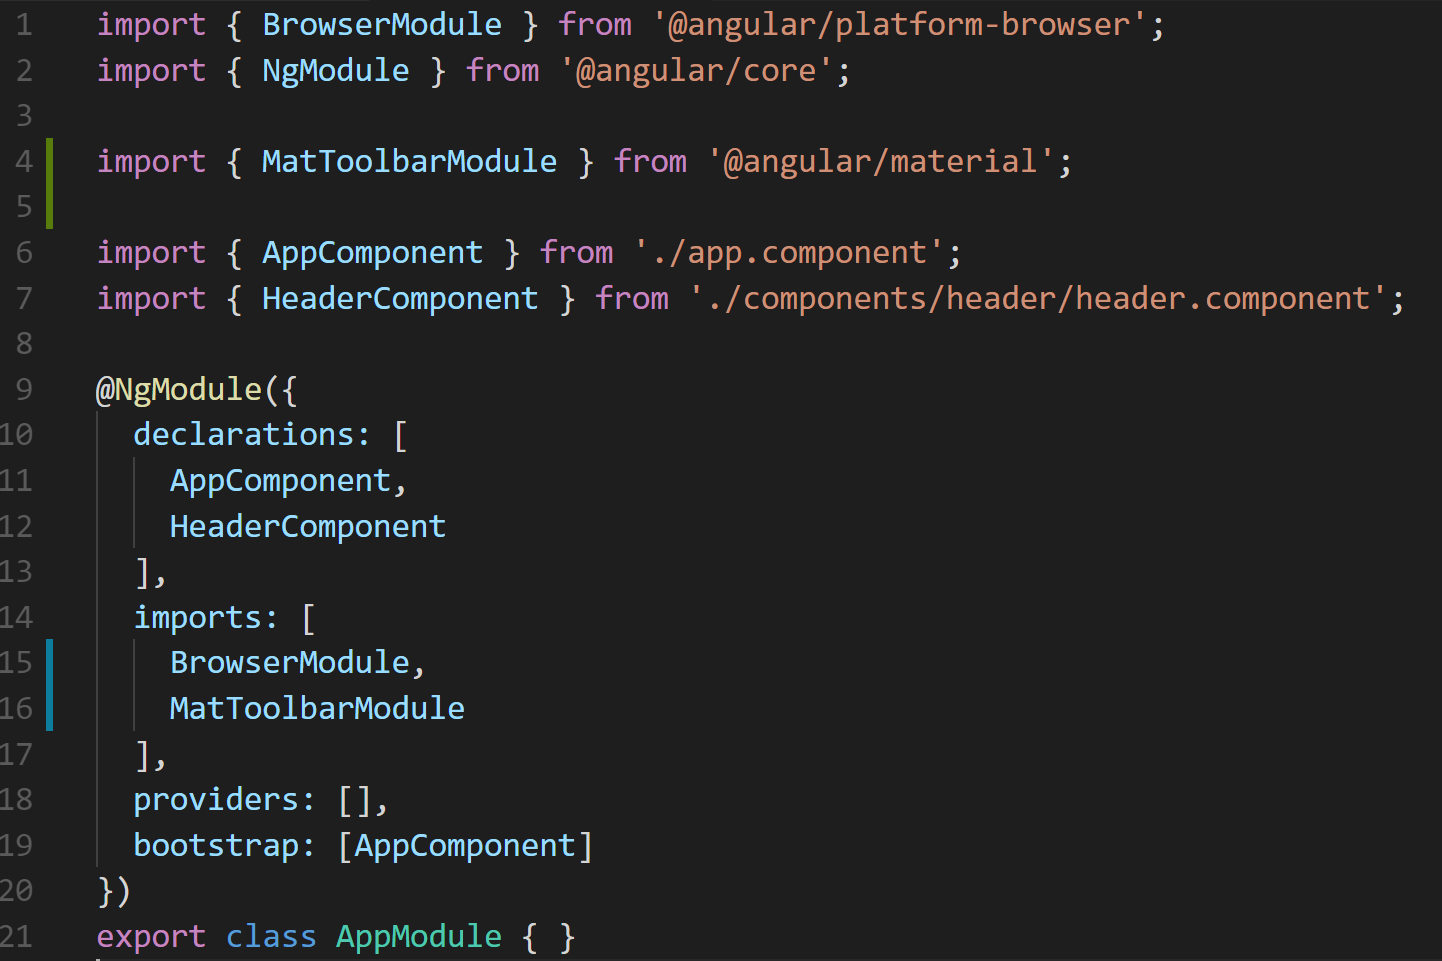 1 import { BrowserModule } from '@angular/platform-browser';
2 import { NgModule } from '@angular/core';
3
4 import { MatToolbarModule } from '@angular/material';
5
6 import { AppComponent } from './app.component';
7 import { HeaderComponent } from './components/header/header.component';
8
9 @NgModule({
10   declarations: [
11     AppComponent,
12     HeaderComponent
13   ],
14   imports: [
15     BrowserModule,
16     MatToolbarModule
17   ],
18   providers: [],
19   bootstrap: [AppComponent]
20 })
21 export class AppModule { }